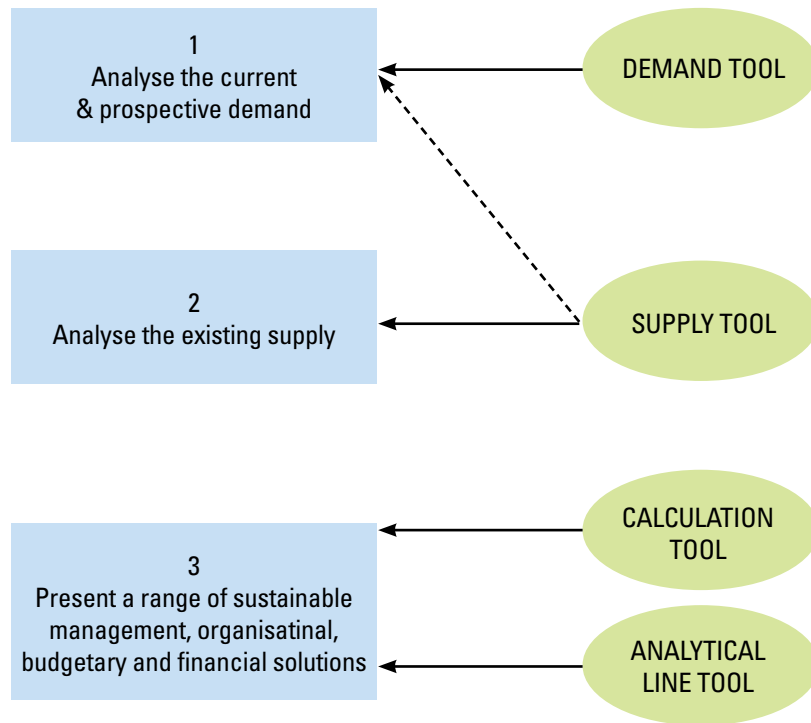 1
Analyse the current
& prospective demand
DEMAND TOOL
2
Analyse the existing supply
SUPPLY TOOL
3
Present a range of sustainable
management, organisatinal,
budgetary and financial solutions
CALCULATION
TOOL
ANALYTICAL
LINE TOOL